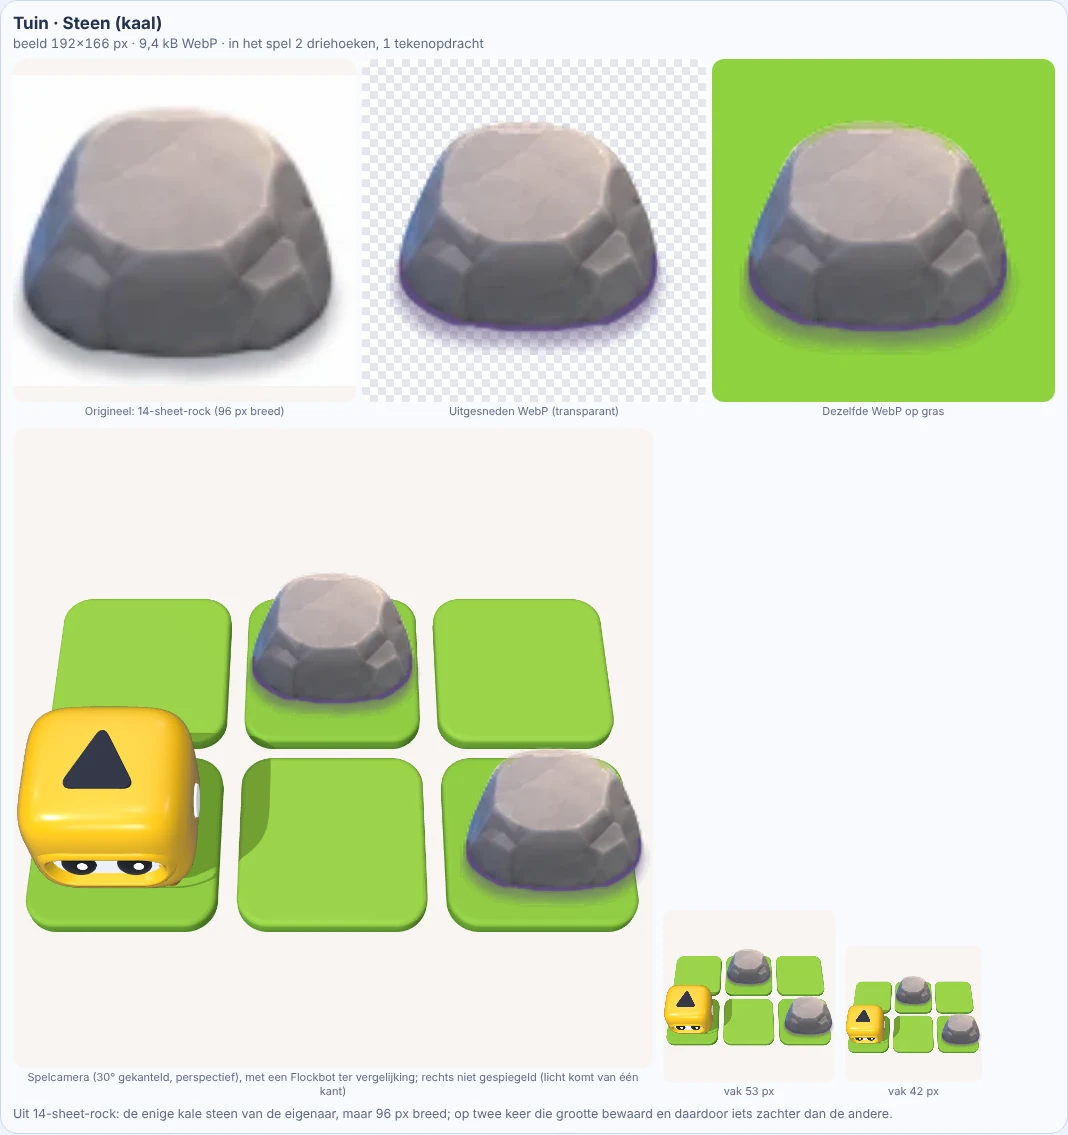 Tuin · Steen (kaal)
beeld 192×166 px · 9,4 kB WebP · in het spel 2 driehoeken, 1 tekenopdracht
Origineel: 14-sheet-rock (96 px breed)
Uitgesneden WebP (transparant)
Dezelfde WebP op gras
Spelcamera (30° gekanteld, perspectief), met een Flockbot ter vergelijking; rechts niet gespiegeld (licht komt van één
kant)
vak 53 px
vak 42 px
Uit 14-sheet-rock: de enige kale steen van de eigenaar, maar 96 px breed; op twee keer die grootte bewaard en daardoor iets zachter dan de andere.